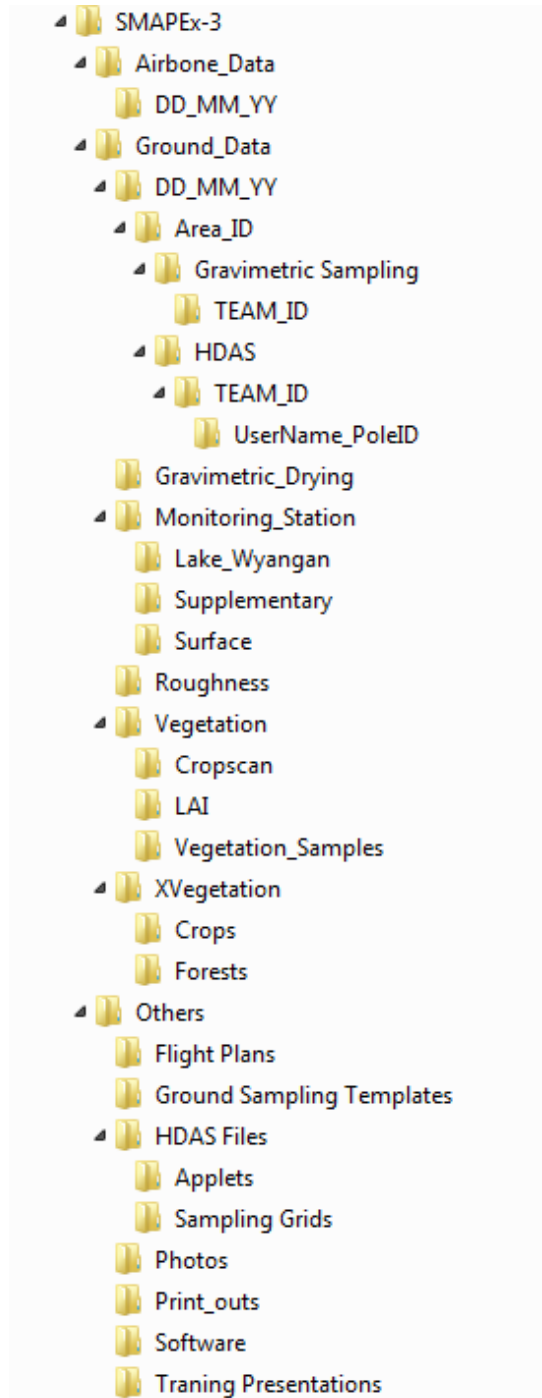 SMAPEx-3
Airbone_Data
DD_MM_YY
Ground_Data
DD_MM_YY
Area_ID
Gravimetric Sampling
TEAM_ID
HDAS
TEAM_ID
UserName_PoleID
Gravimetric_Drying
Monitoring_Station
Lake_Wyangan
Supplementary
Surface
Roughness
Vegetation
Cropscan
LAI
Vegetation_Samples
XVegetation
Crops
Forests
Others
Flight Plans
Ground Sampling Templates
HDAS Files
Applets
Sampling Grids
Photos
Print_outs
Software
Traning Presentations